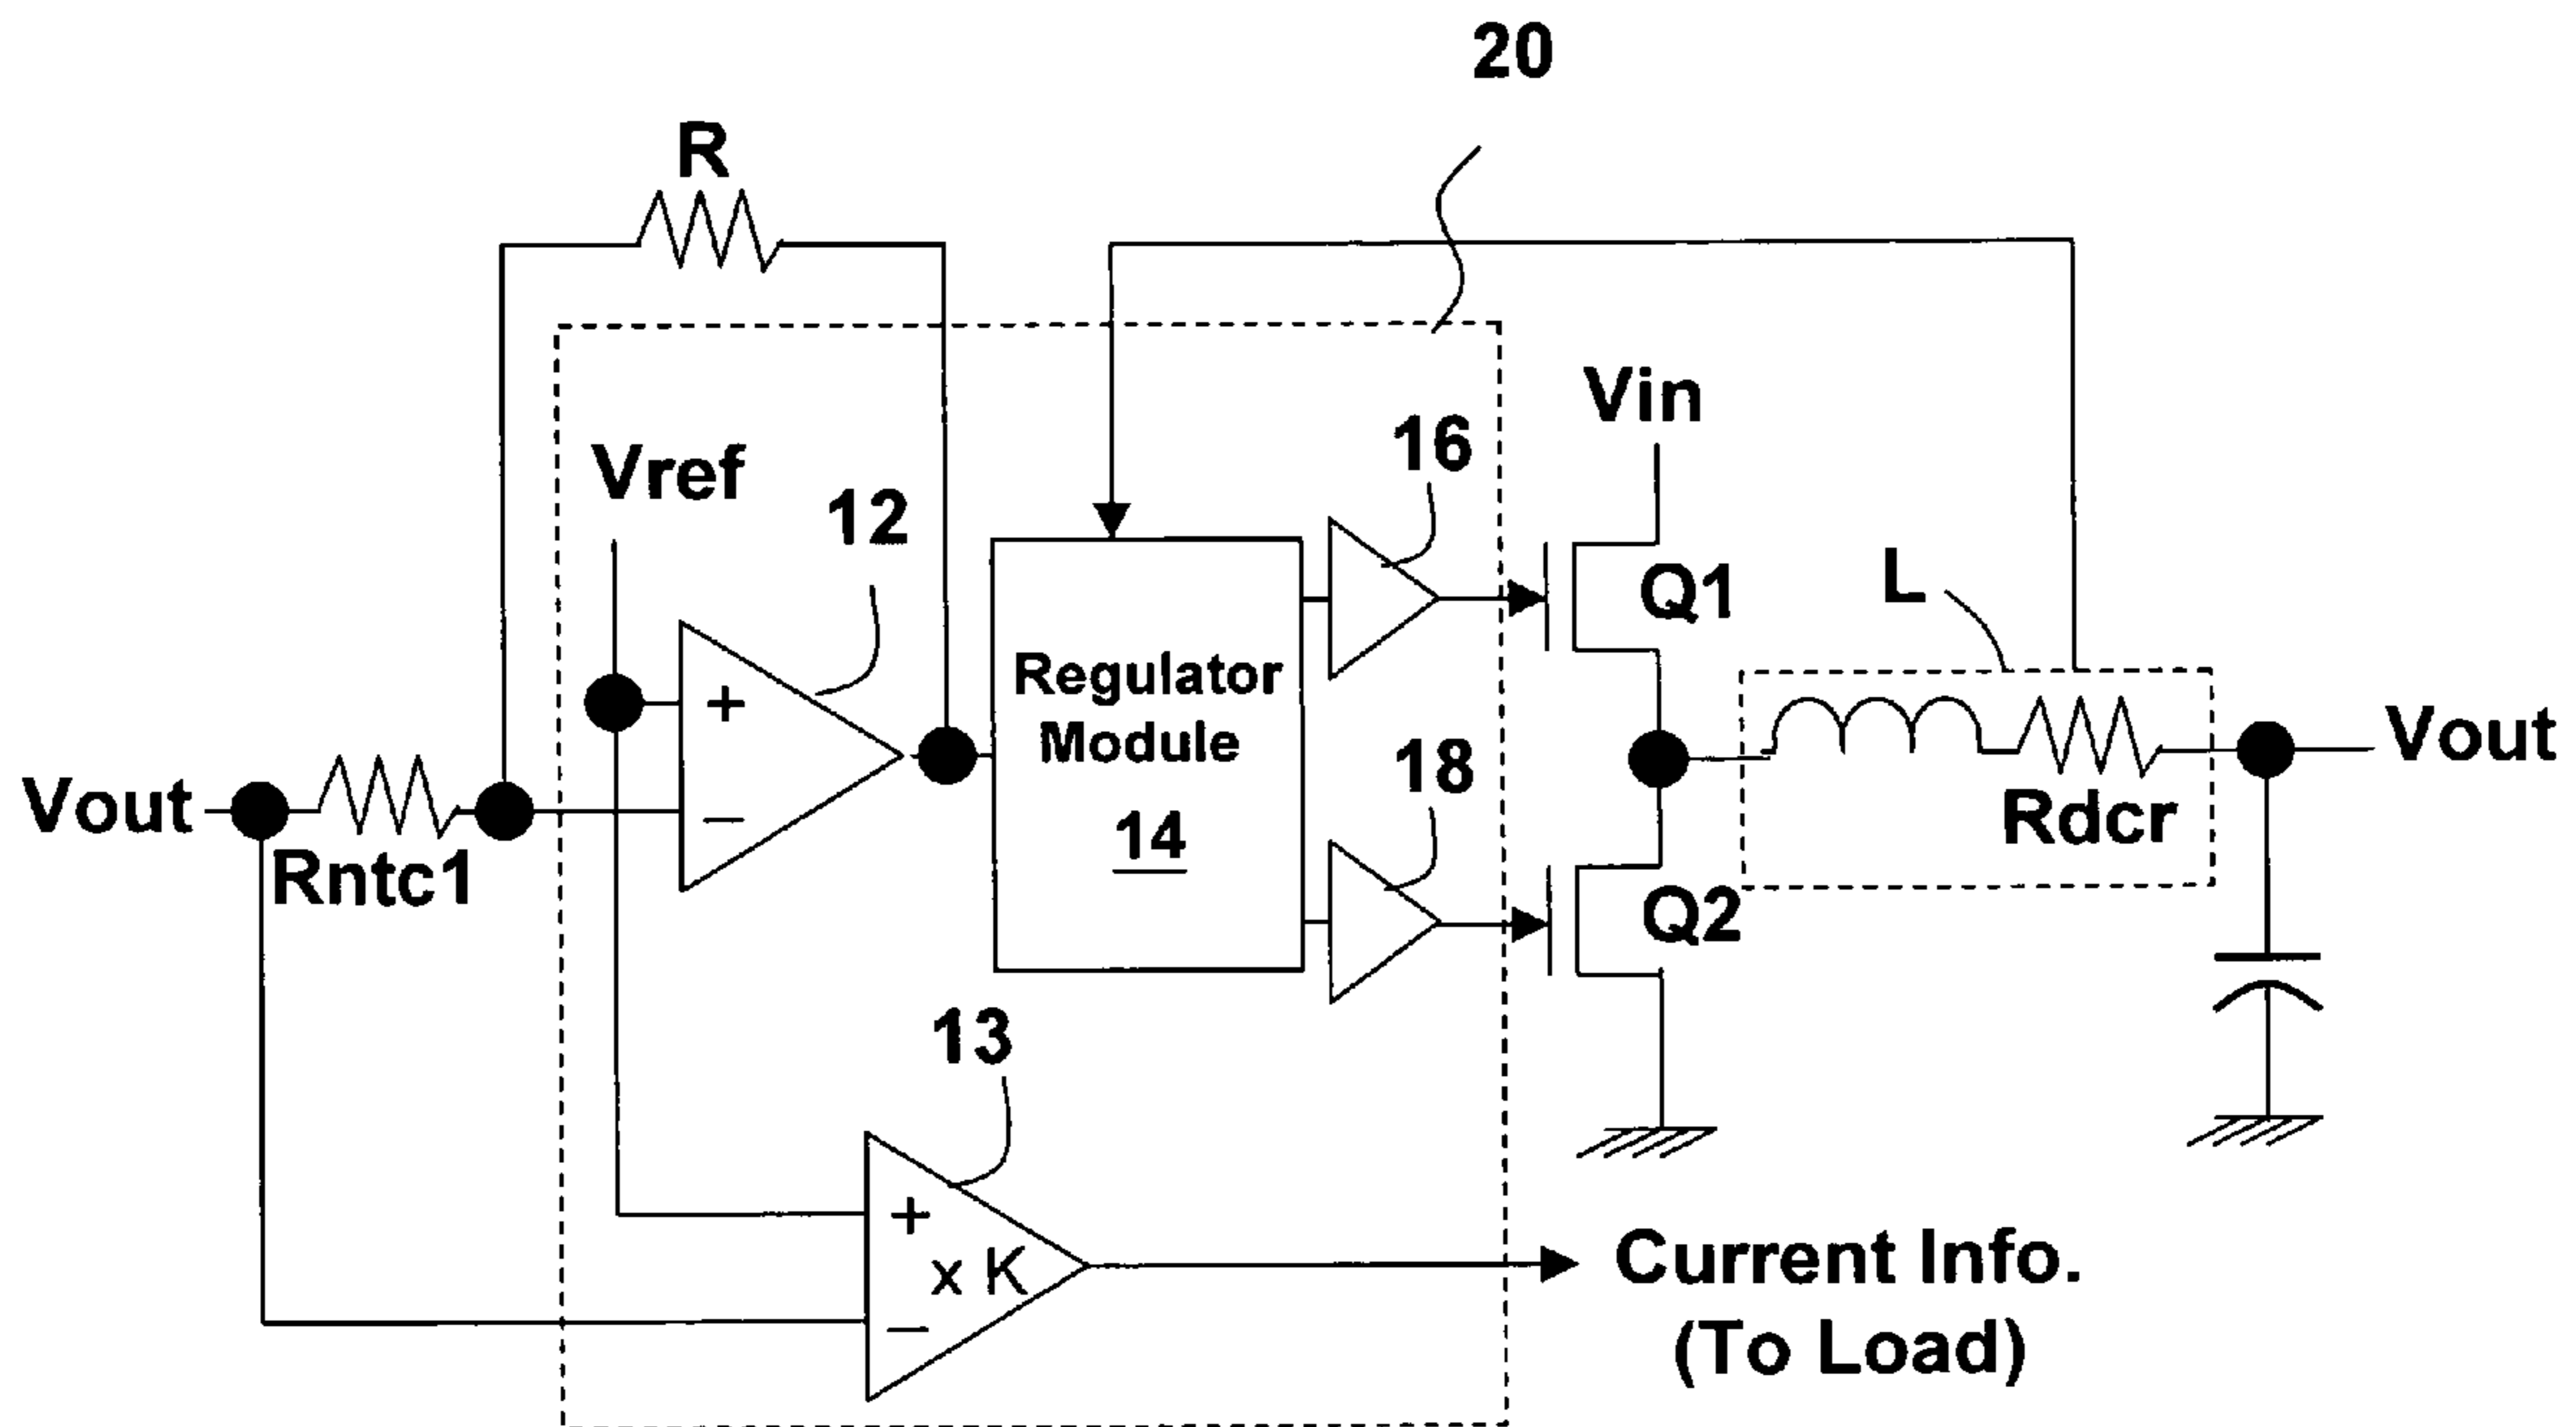 20
R
Vin
16
Vref
12
L
Q1
+
Regulator
Module
14
18
Vout
Vout
−
Rntc1
Rdcr
Q2
13
+
x K
−
Current Info.
(To Load)